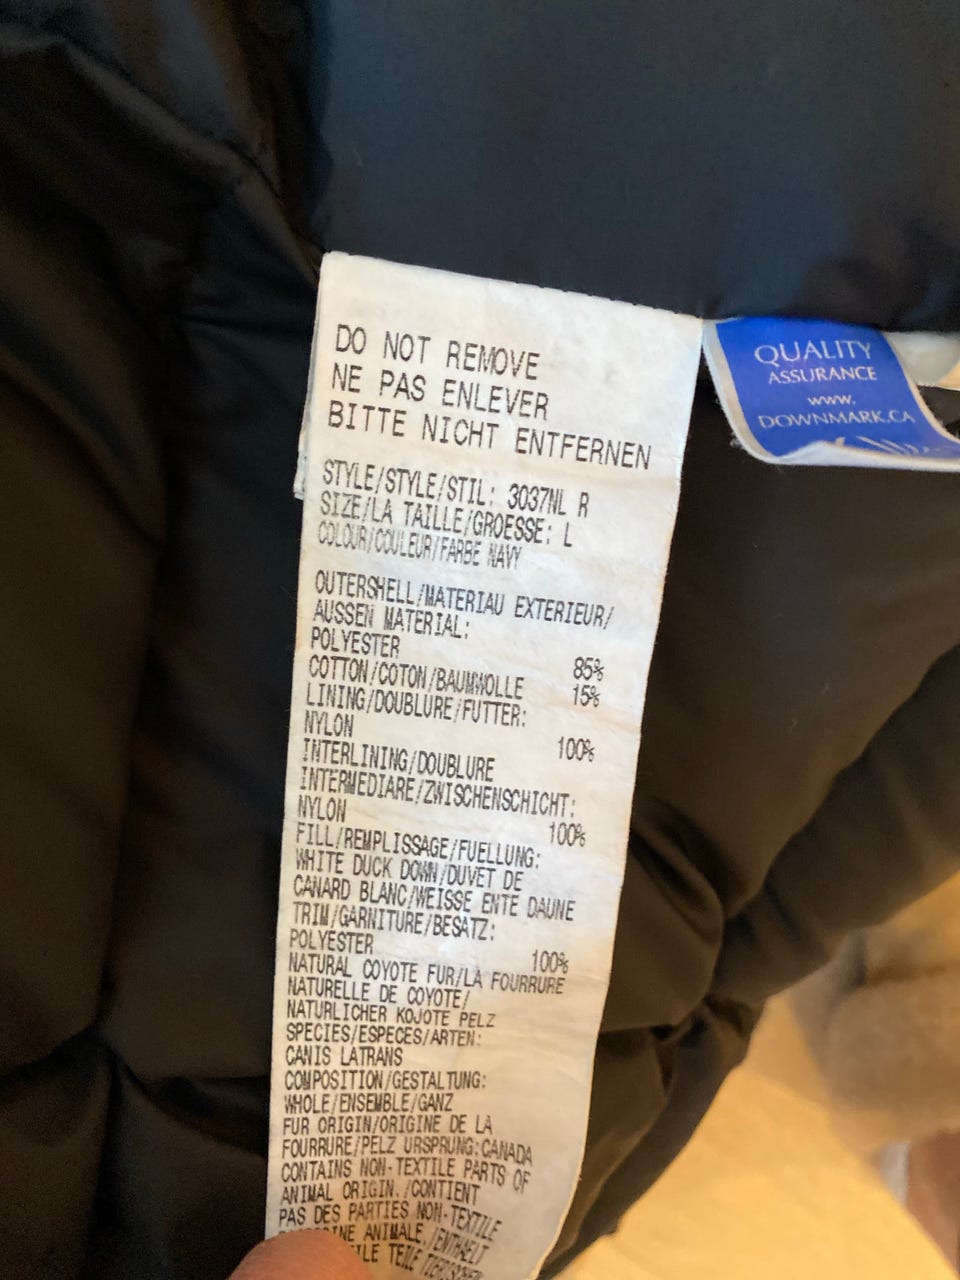 DO NOT REMOVE
NE PAS ENLEVER
BITTE NICHT ENTFERNEN
STYLE/STYLE/STIL: 3037NL R
SIZE/LA TAILLE/GROESSE: L
COLOUR/COULEUR/FARBE NAVY
OUTERSHELL/MATERIAU EXTERIEUR/
AUSSEN MATERIAL:
POLYESTER 85%
COTTON/COTON/BAUMWOLLE 15%
LINING/DOUBLURE/FUTTER:
NYLON 100%
INTERLINING/DOUBLURE
INTERMEDIARE/ZWISCHENSCHICHT:
NYLON 100%
FILL/REMPLISSAGE/FUELLUNG:
WHITE DUCK DOWN/DUVET DE
CANARD BLANC/WEISSE ENTE DAUNE
TRIM/GARNITURE/BESATZ:
POLYESTER 100%
NATURAL COYOTE FUR/LA FOURRURE
NATURELLE DE COYOTE/
NATURLICHER KOJOTE PELZ
SPECIES/ESPECES/ARTEN:
CANIS LATRANS
COMPOSITION/GESTALTUNG:
WHOLE/ENSEMBLE/GANZ
FUR ORIGIN/ORIGINE DE LA
FOURRURE/PELZ URSPRUNG:CANADA
CONTAINS NON-TEXTILE PARTS OF
ANIMAL ORIGIN./CONTIENT
PAS DES PARTIES NON-TEXTILE
ANIMALE./ENTHAELT
TEILE
QUALITY
ASSURANCE
www.
DOWNMARK.CA